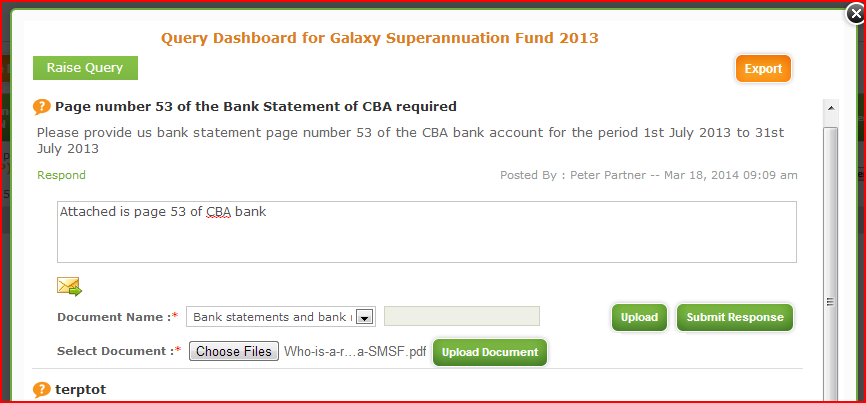 Query Dashboard for Galaxy Superannuation Fund 2013
Raise Query
Export
Page number 53 of the Bank Statement of CBA required
Please provide us bank statement page number 53 of the CBA bank account for the period 1st July 2013 to 31st
July 2013
Respond
Posted By : Peter Partner -- Mar 18, 2014 09:09 am
Attached is page 53 of CBA bank
Document Name :*
Bank statements and bank
Upload
Submit Response
Select Document :*
Choose Files
Who-is-a-r...a-SMSF.pdf
Upload Document
terptot